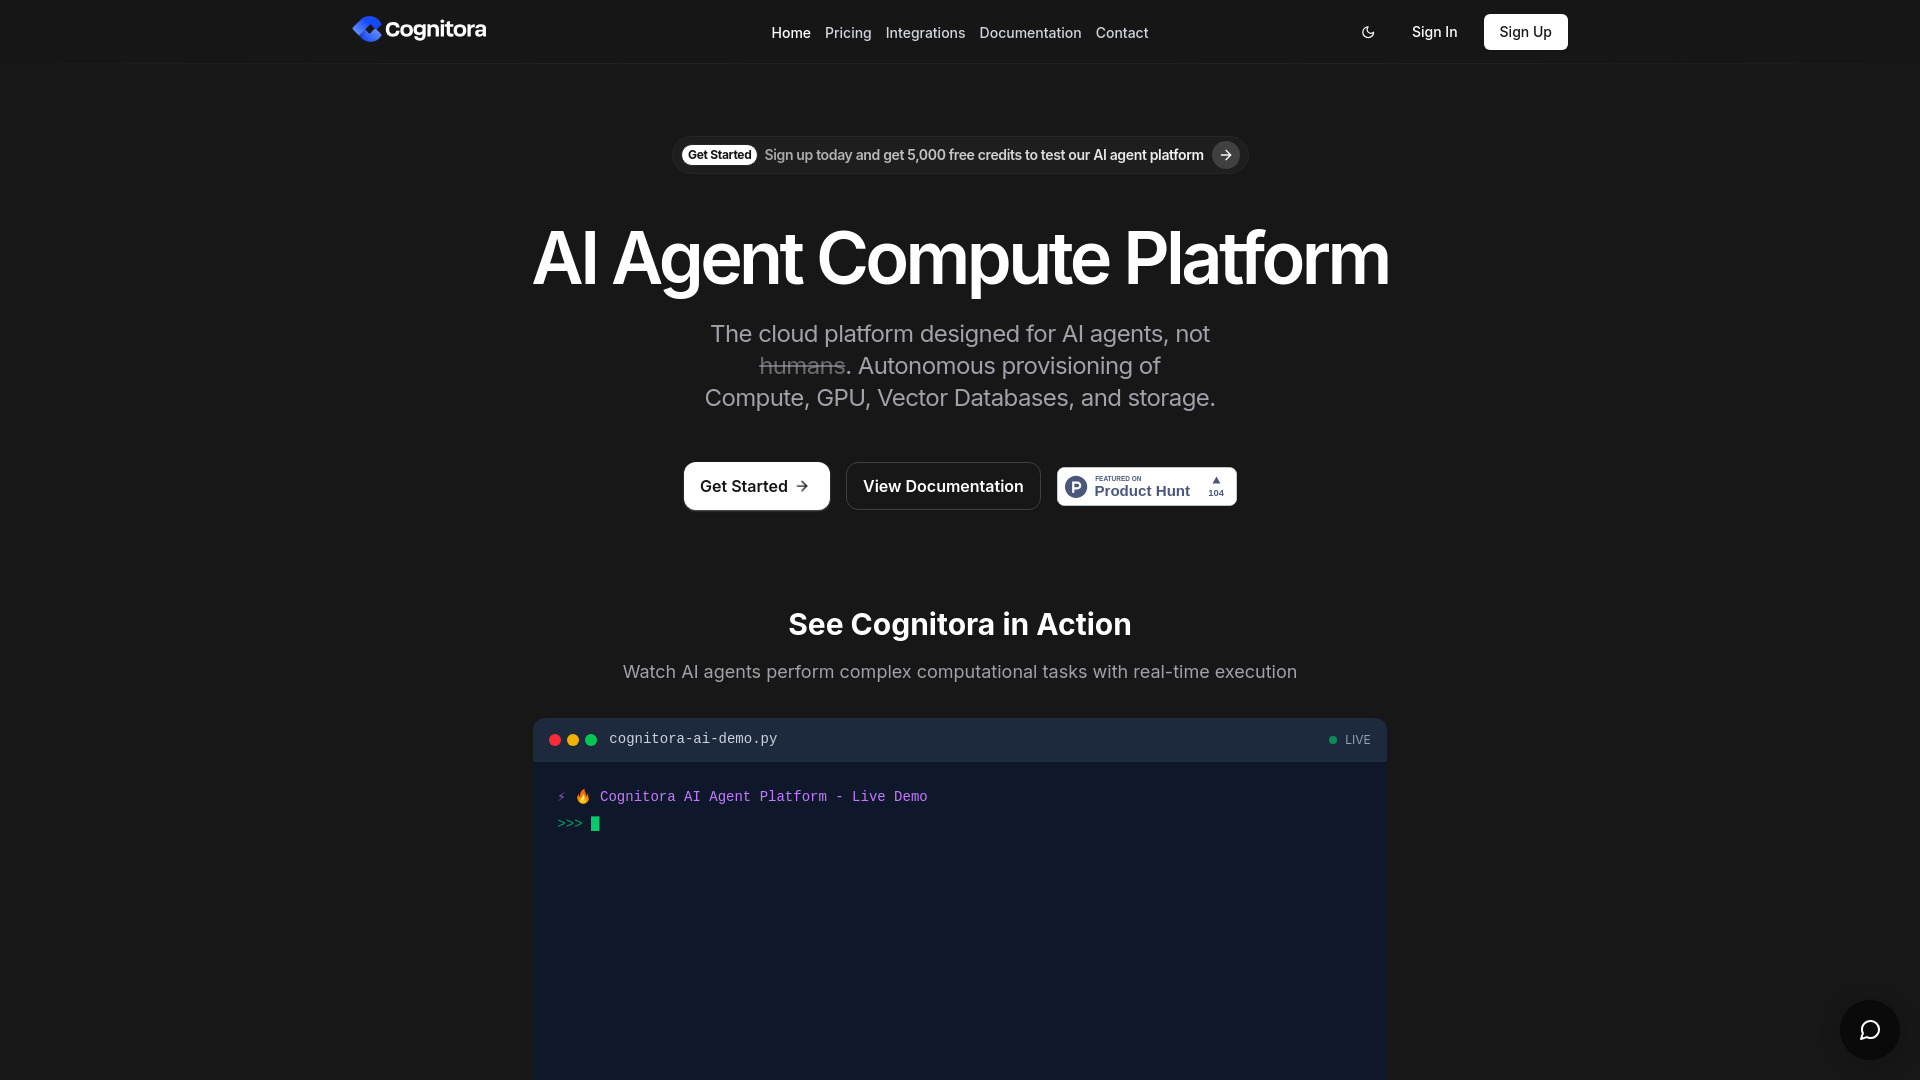 Cognitora
Home Pricing Integrations Documentation Contact
Sign In
Sign Up
Get Started Sign up today and get 5,000 free credits to test our AI agent platform
AI Agent Compute Platform
The cloud platform designed for AI agents, not
humans. Autonomous provisioning of
Compute, GPU, Vector Databases, and storage.
Get Started
View Documentation
FEATURED ON
Product Hunt
104
See Cognitora in Action
Watch AI agents perform complex computational tasks with real-time execution
cognitora-ai-demo.py
LIVE
⚡ 🔥 Cognitora AI Agent Platform - Live Demo
>>>